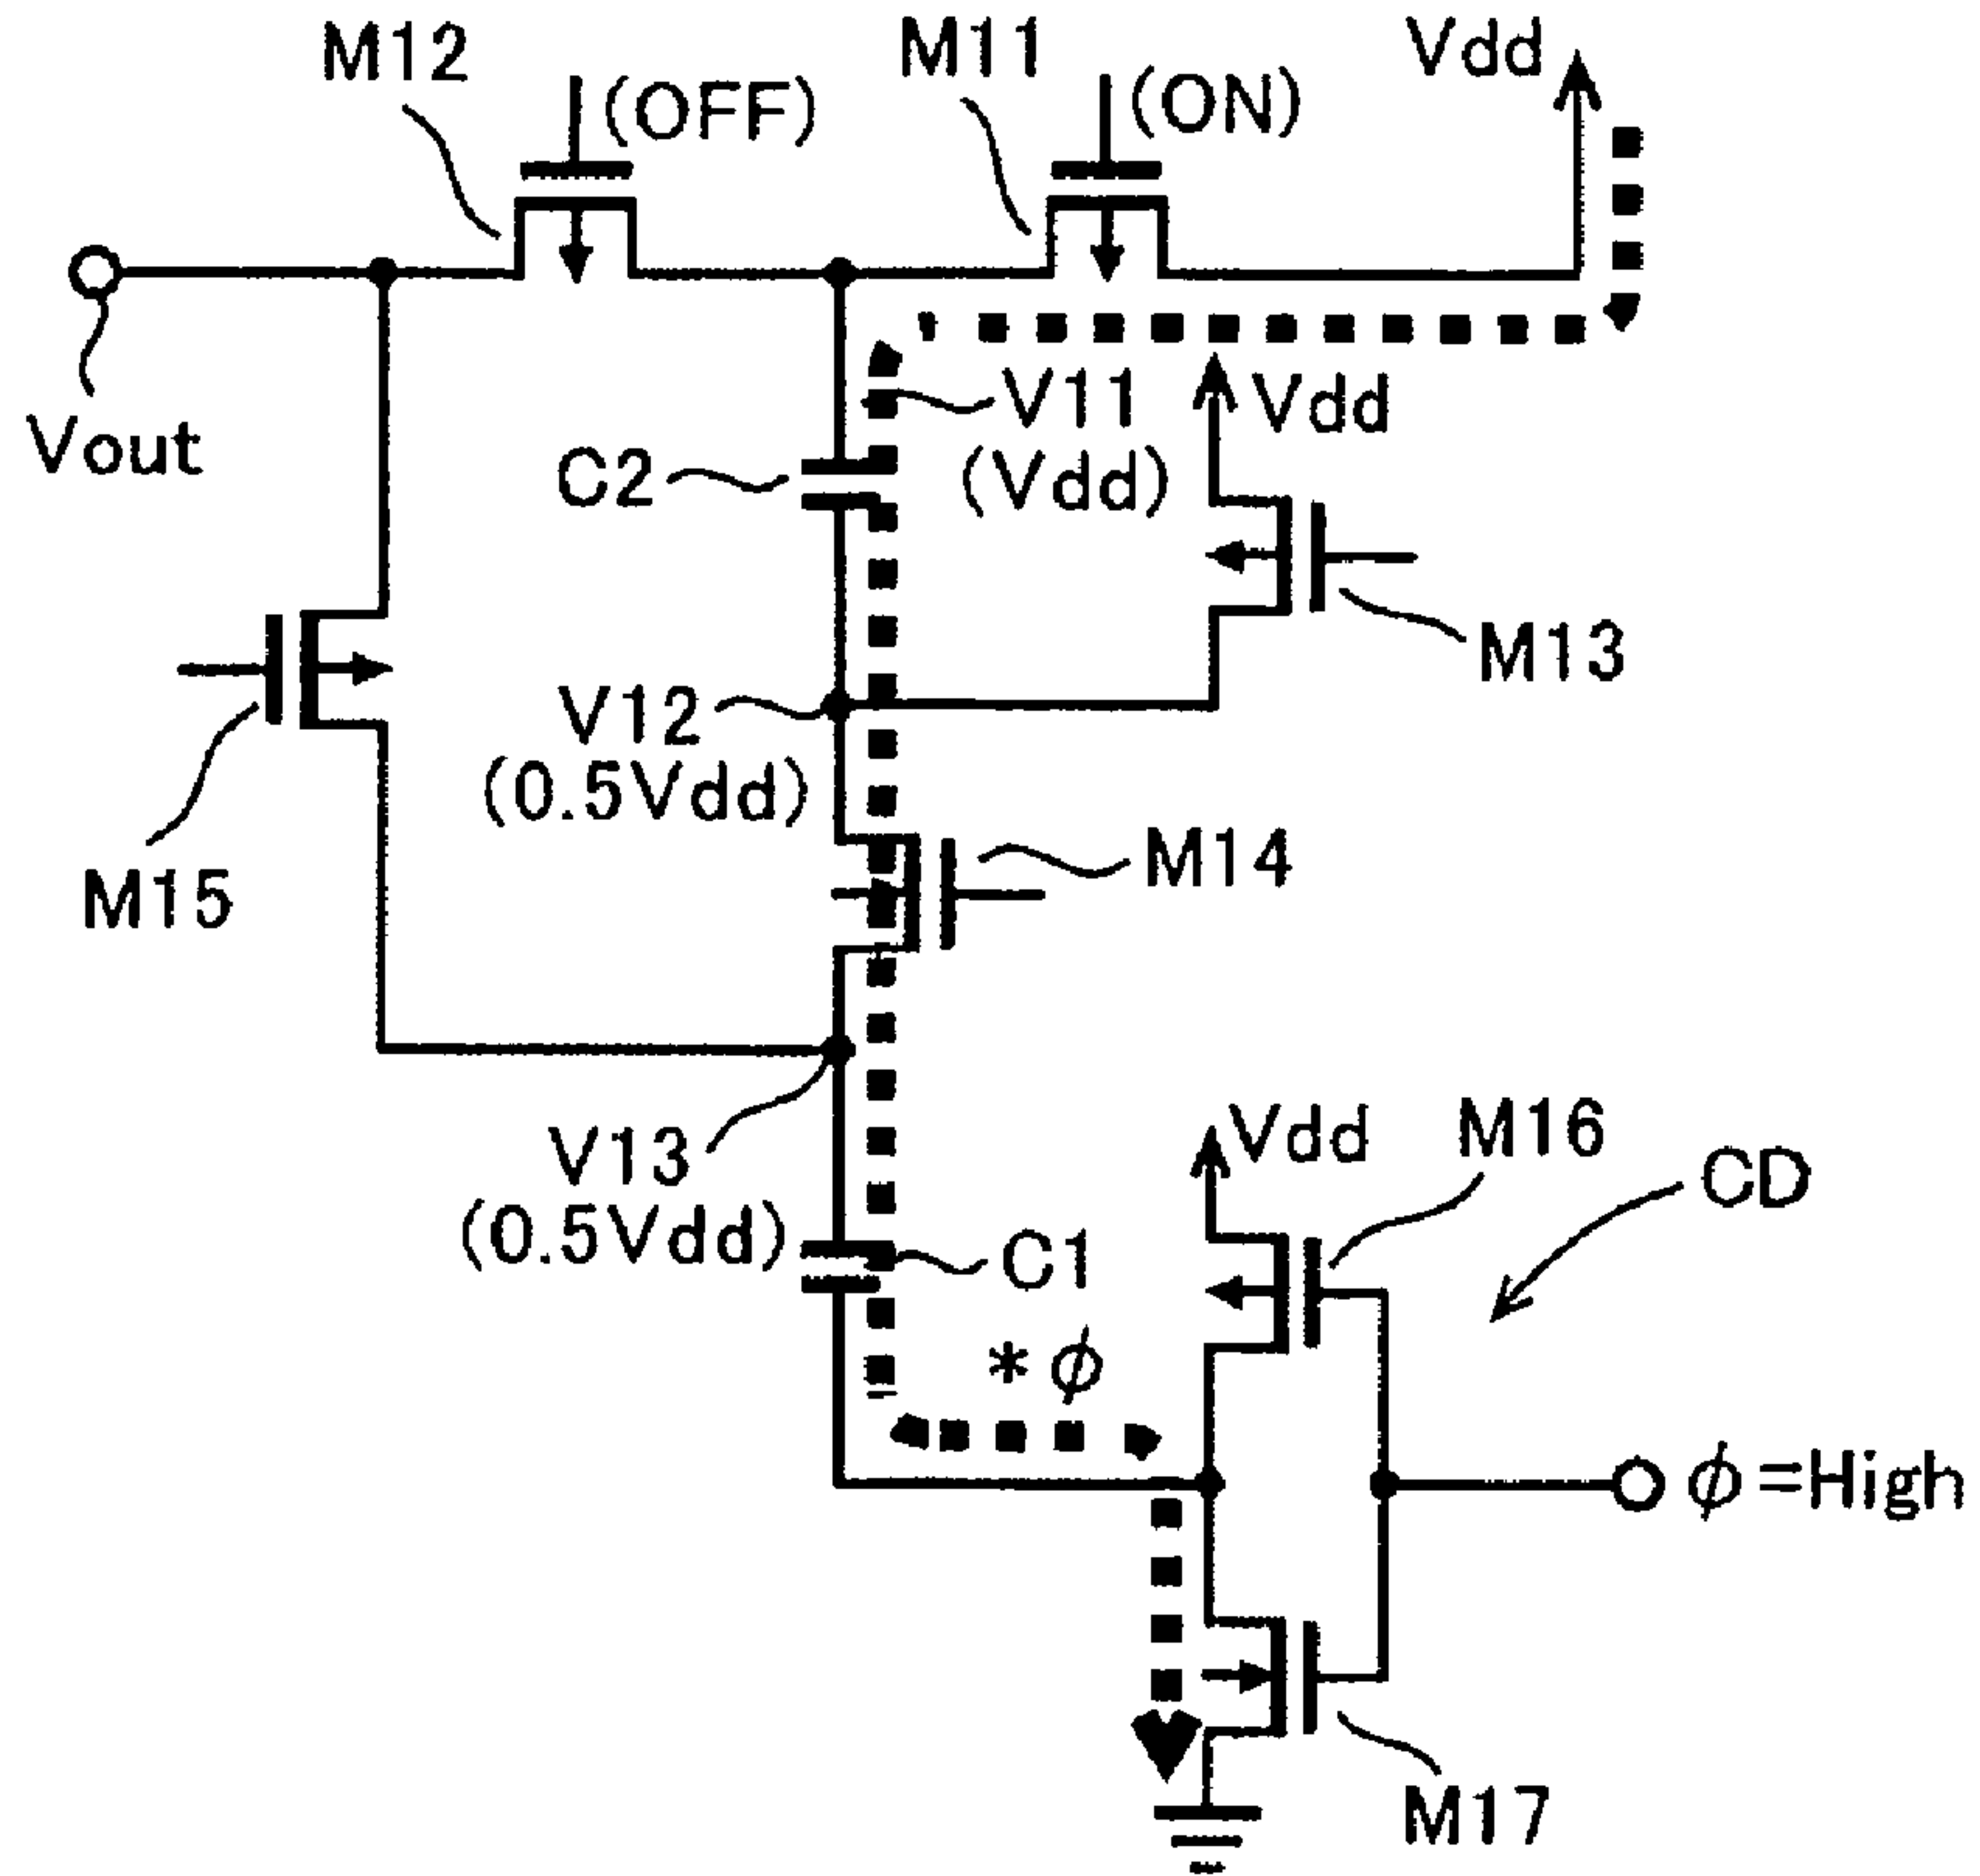 M12
M11
Vdd
(OFF)
(ON)
Vout
C2
V11
(Vdd)
Vdd
M13
V12
(0.5Vdd)
M14
M15
V13
(0.5Vdd)
Vdd
M16
CD
C1
*φ
φ=High
M17